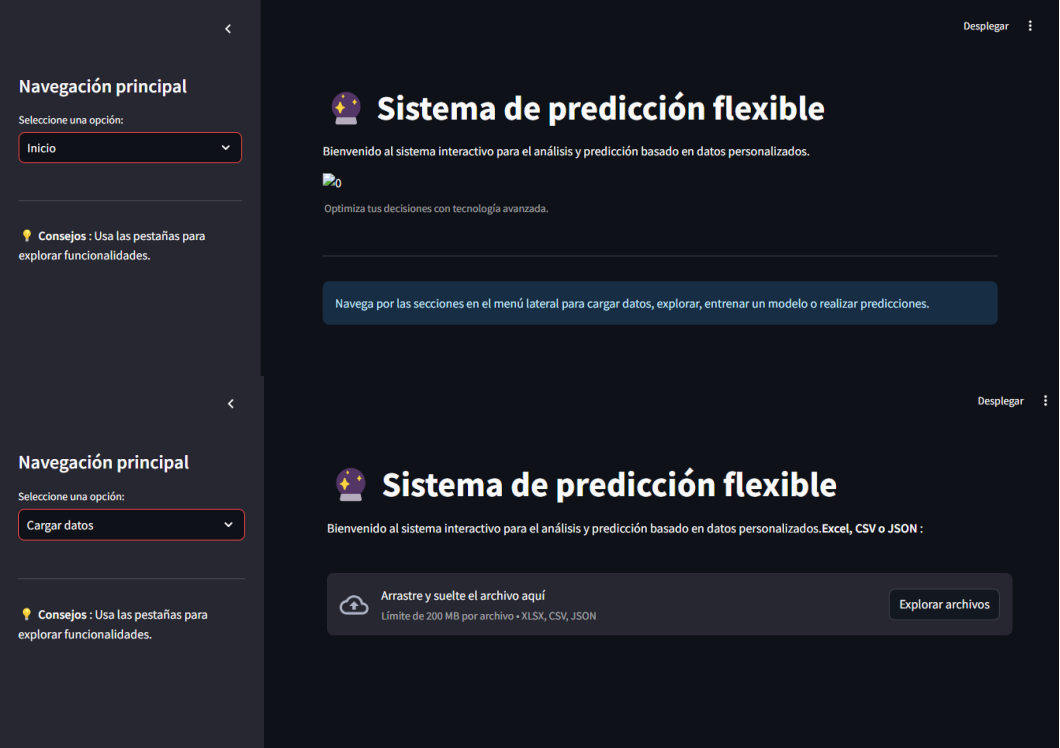 Desplegar
Navegación principal
Seleccione una opción:
Inicio
Consejos : Usa las pestañas para
explorar funcionalidades.
Sistema de predicción flexible
Bienvenido al sistema interactivo para el análisis y predicción basado en datos personalizados.
0
Optimiza tus decisiones con tecnología avanzada.
Navega por las secciones en el menú lateral para cargar datos, explorar, entrenar un modelo o realizar predicciones.
Desplegar
Navegación principal
Seleccione una opción:
Cargar datos
Consejos : Usa las pestañas para
explorar funcionalidades.
Sistema de predicción flexible
Bienvenido al sistema interactivo para el análisis y predicción basado en datos personalizados.Excel, CSV o JSON :
Arrastre y suelte el archivo aquí
Límite de 200 MB por archivo • XLSX, CSV, JSON
Explorar archivos